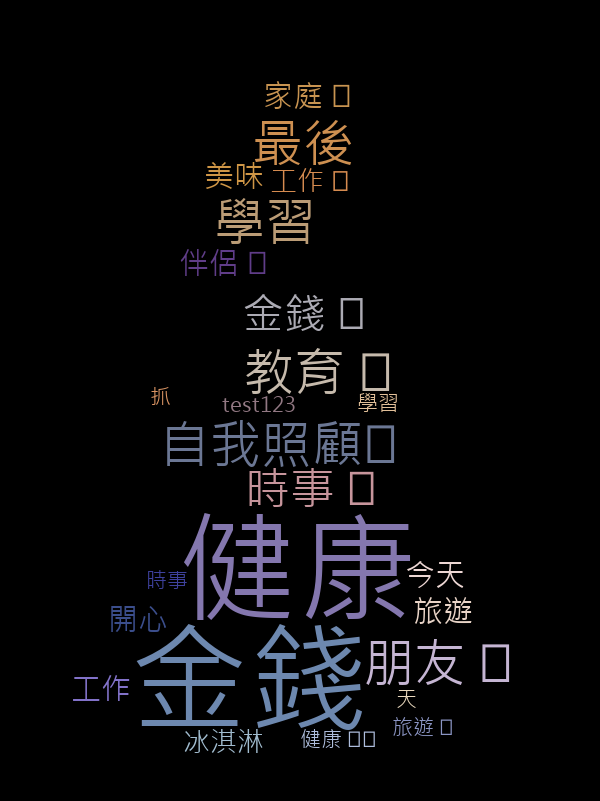 家庭 □
最後
美味
工作 □
學習
伴侶 □
金錢 □
教育 □
抓
test123
學習
自我照顧□
時事 □
健康
今天
時事
旅遊
開心
金錢
朋友 □
工作
天
旅遊 □
冰淇淋
健康 □□